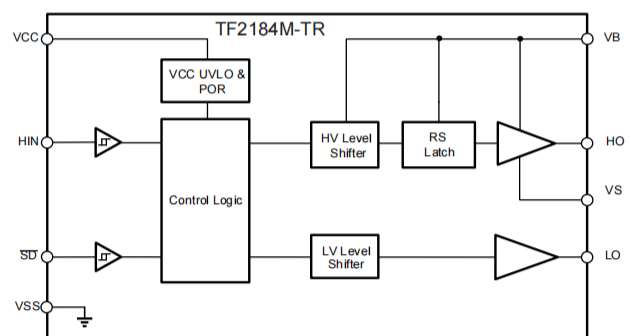 TF2184M-TR
VCC
VB
VCC UVLO &
POR
HIN
HV Level
Shifter
RS
Latch
HO
VS
Control Logic
SD
LV Level
Shifter
LO
VSS